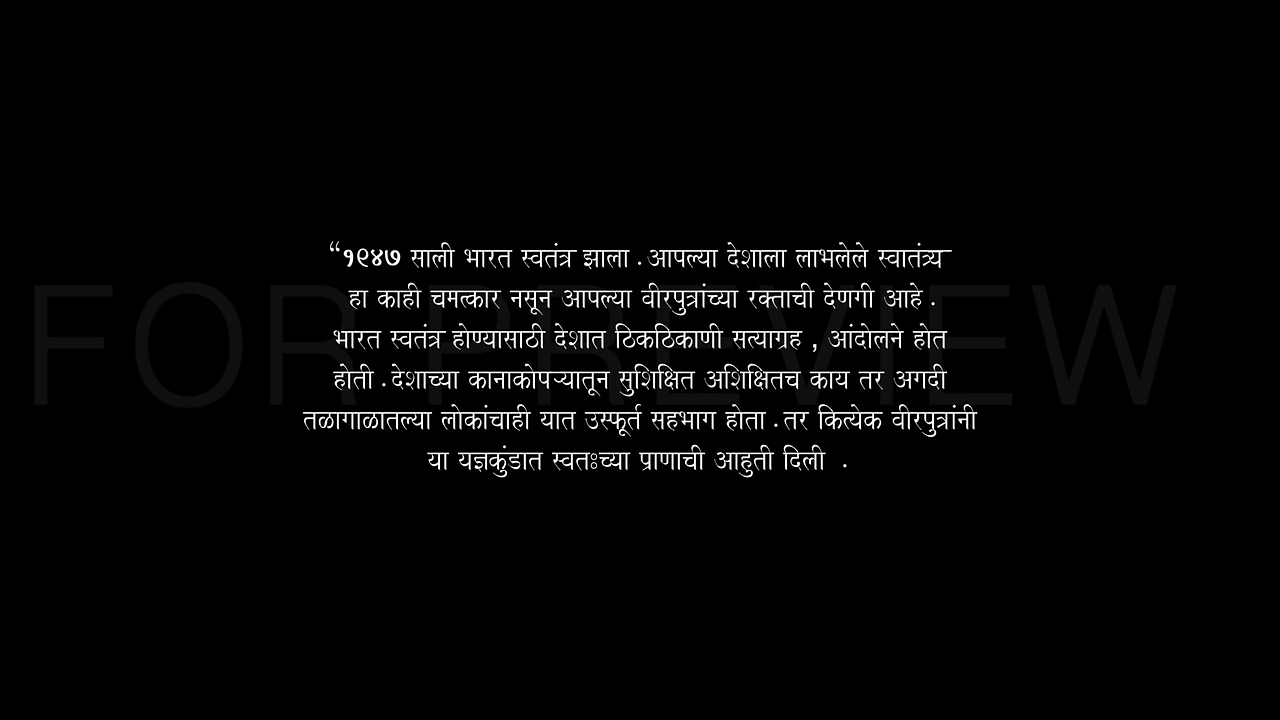 “१९४७ साली भारत स्वतंत्र झाला . आपल्या देशाला लाभलेले स्वातंत्र्य
हा काही चमत्कार नसून आपल्या वीरपुत्रांच्या रक्ताची देणगी आहे .
FOR PREVIEW
भारत स्वतंत्र होण्यासाठी देशात ठिकठिकाणी सत्याग्रह , आंदोलने होत
होती . देशाच्या कानाकोपऱ्यातून सुशिक्षित अशिक्षितच काय तर अगदी
तळागाळातल्या लोकांचाही यात उस्फूर्त सहभाग होता . तर कित्येक वीरपुत्रांनी
या यज्ञकुंडात स्वतःच्या प्राणाची आहुती दिली .